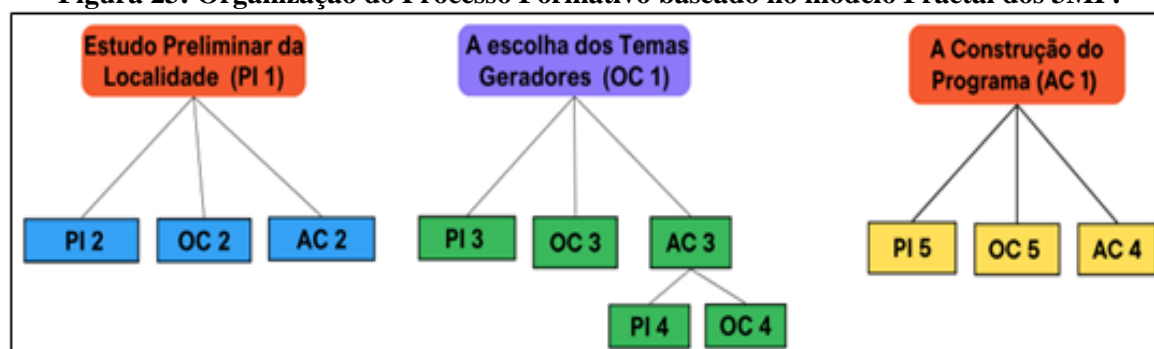 Figura 23: Organização do Processo Formativo baseado no modelo Fractal dos 3MP.
Estudo Preliminar da
Localidade (PI 1)
A escolha dos Temas
Geradores (OC 1)
A Construção do
Programa (AC 1)
PI 2
OC 2
AC 2
PI 3
OC 3
AC 3
PI 4
OC 4
PI 5
OC 5
AC 4